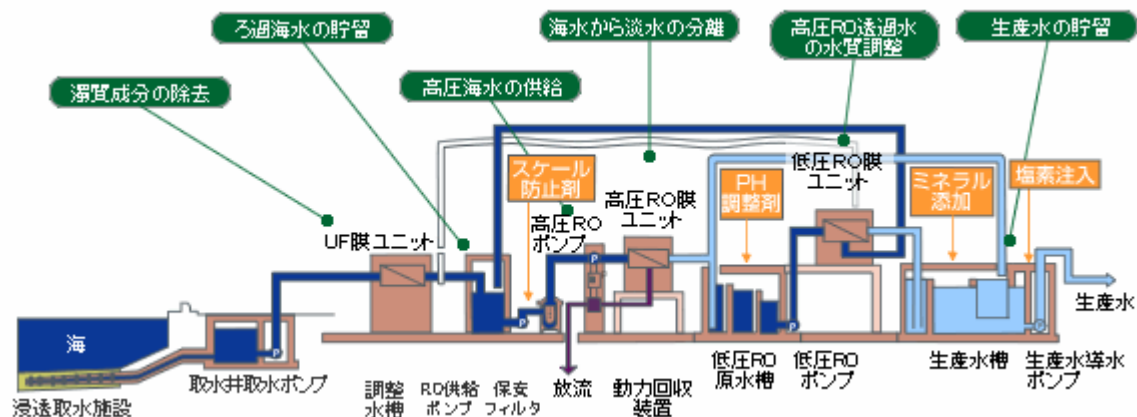 ろ過海水の貯留
海水から淡水の分離
高圧RO透過水
の水質調整
生産水の貯留
濁質成分の除去
高圧海水の供給
スケール
防止剤
高圧RO
ポンプ
高圧RO膜
ユニット
PH
調整剤
低圧RO膜
ユニット
ミネラル
添加
塩素注入
UF膜ユニット
P
P
P
P
P
P
海
生産水
取水井取水ポンプ
浸透取水施設
調整
水槽
RO供給
ポンプ
保安
フィルタ
放流
動力回収
装置
低圧RO
原水槽
低圧RO
ポンプ
生産水槽
生産水導水
ポンプ